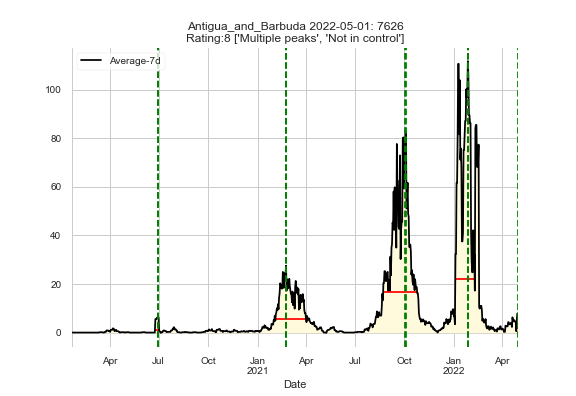 Antigua_and_Barbuda 2022-05-01: 7626
Rating:8 ['Multiple peaks', 'Not in control']
Average-7d
100
80
60
40
20
0
Apr Jul Oct Jan Apr Jul Oct Jan Apr
2021 2022
Date